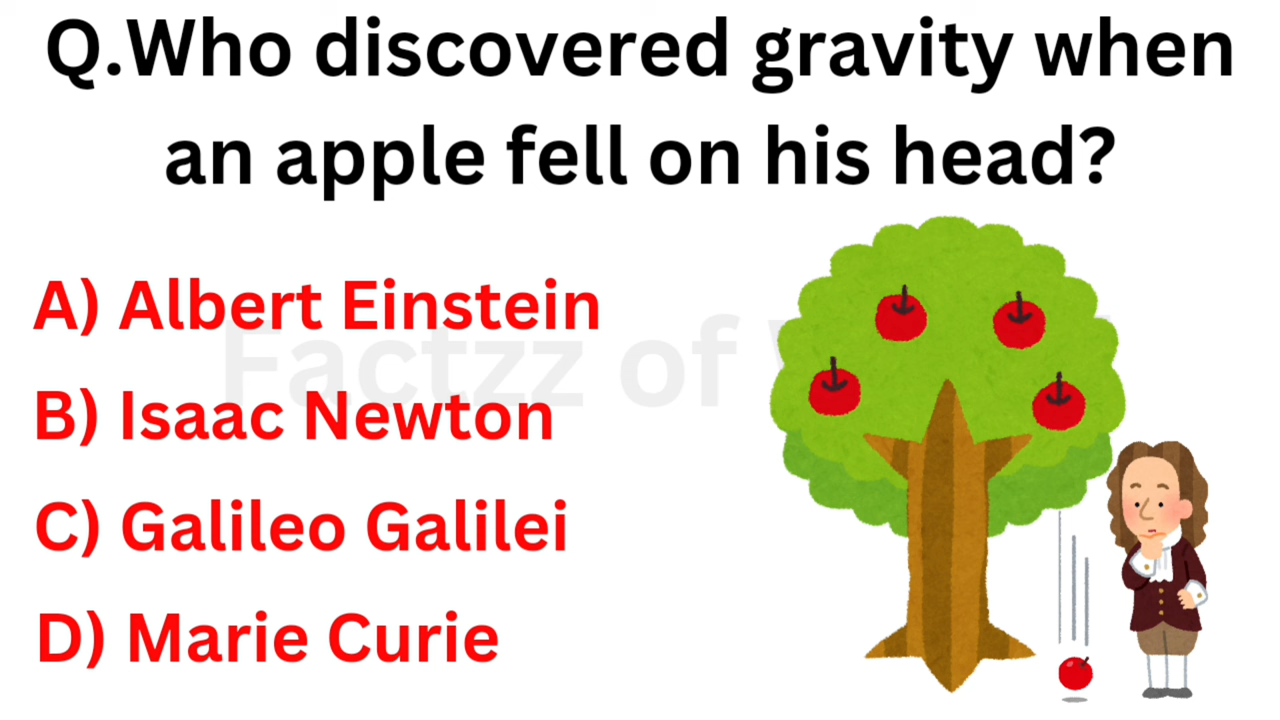 Q.Who discovered gravity when
an apple fell on his head?
A) Albert Einstein
B) Isaac Newton
C) Galileo Galilei
D) Marie Curie
Factzz of